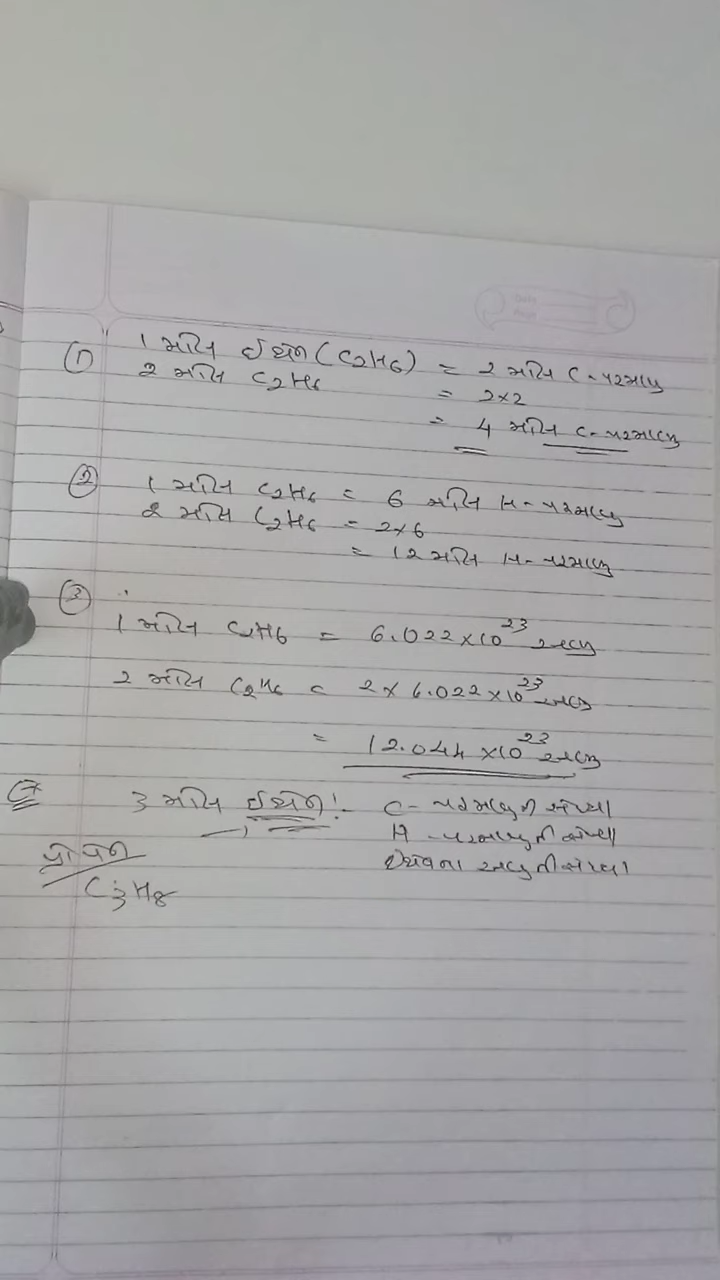 ① 1 મોલ ઈથેન (C2H6) = 2 મોલ C-પરમાણુ
2 મોલ C2H6 = 2×2
= 4 મોલ C-પરમાણુ
② 1 મોલ C2H6 = 6 મોલ H-પરમાણુ
2 મોલ C2H6 = 2×6
= 12 મોલ H-પરમાણુ
③
1 મોલ C2H6 = 6.022×10^23 અણુ
2 મોલ C2H6 = 2×6.022×10^23 અણુ
= 12.044×10^23 અણુ
3 મોલ ઈથેન :- C-પરમાણુની સંખ્યા
H-પરમાણુની સંખ્યા
અણુની સંખ્યા
પ્રોપેન
C3H8